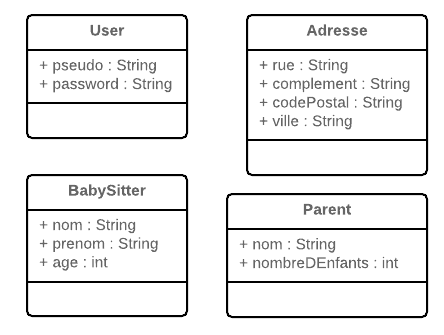 User
+ pseudo : String
+ password : String
Adresse
+ rue : String
+ complement : String
+ codePostal : String
+ ville : String
BabySitter
+ nom : String
+ prenom : String
+ age : int
Parent
+ nom : String
+ nombreDEnfants : int